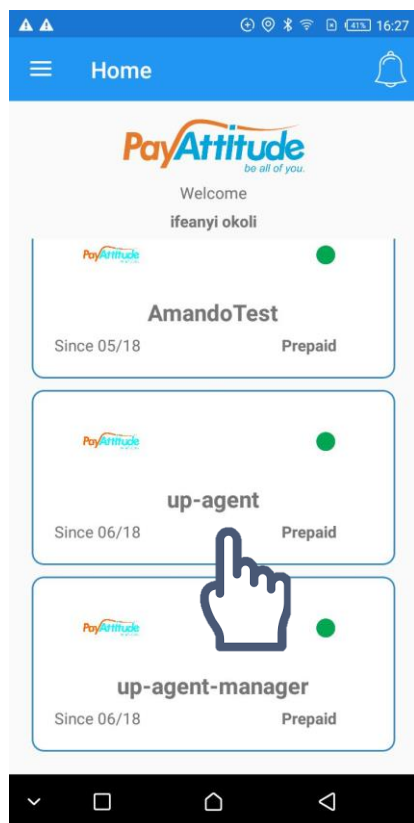 41% 16:27
Home
PayAttitude
be all of you.
Welcome
ifeanyi okoli
PayAttitude
AmandoTest
Since 05/18 Prepaid
PayAttitude
up-agent
Since 06/18 Prepaid
PayAttitude
up-agent-manager
Since 06/18 Prepaid